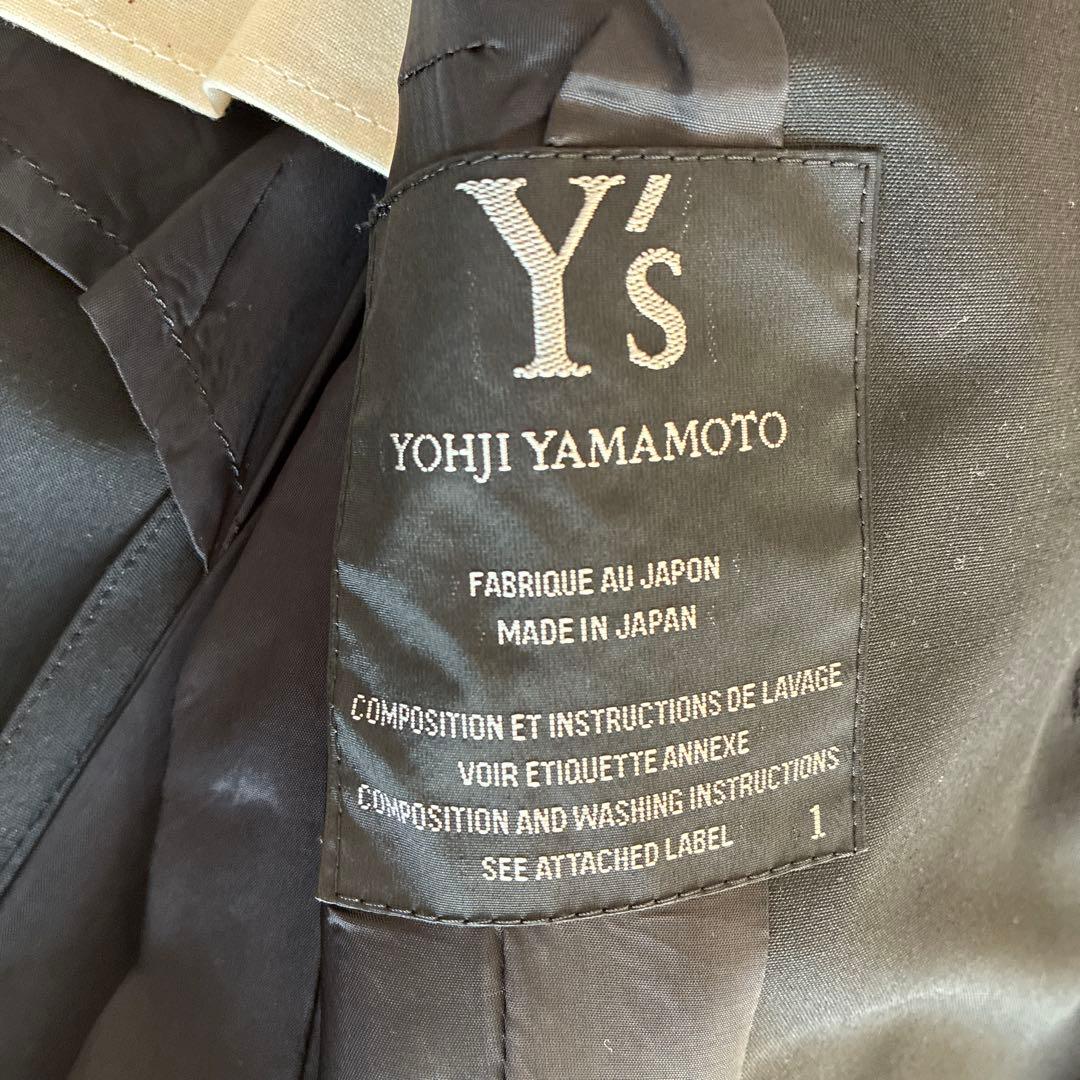 Y's
YOHJI YAMAMOTO
FABRIQUE AU JAPON
MADE IN JAPAN
COMPOSITION ET INSTRUCTIONS DE LAVAGE
VOIR ETIQUETTE ANNEXE
COMPOSITION AND WASHING INSTRUCTIONS
SEE ATTACHED LABEL 1